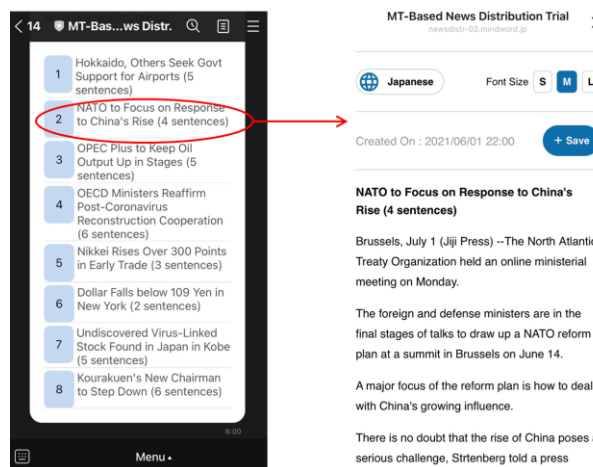 14 MT-Bas...ws Distr.
1 Hokkaido, Others Seek Govt
Support for Airports (5
sentences)
2 NATO to Focus on Response
to China's Rise (4 sentences)
3 OPEC Plus to Keep Oil
Output Up in Stages (5
sentences)
4 OECD Ministers Reaffirm
Post-Coronavirus
Reconstruction Cooperation
(6 sentences)
5 Nikkei Rises Over 300 Points
in Early Trade (3 sentences)
6 Dollar Falls below 109 Yen in
New York (2 sentences)
7 Undiscovered Virus-Linked
Stock Found in Japan in Kobe
(5 sentences)
8 Kourakuen's New Chairman
to Step Down (6 sentences)
6:00
Menu
MT-Based News Distribution Trial
newsdistr-02.mindword.jp
Japanese Font Size S M L
Created On : 2021/06/01 22:00 + Save
NATO to Focus on Response to China's
Rise (4 sentences)
Brussels, July 1 (Jiji Press) --The North Atlantic
Treaty Organization held an online ministerial
meeting on Monday.
The foreign and defense ministers are in the
final stages of talks to draw up a NATO reform
plan at a summit in Brussels on June 14.
A major focus of the reform plan is how to deal
with China's growing influence.
There is no doubt that the rise of China poses a
serious challenge, Strtenberg told a press